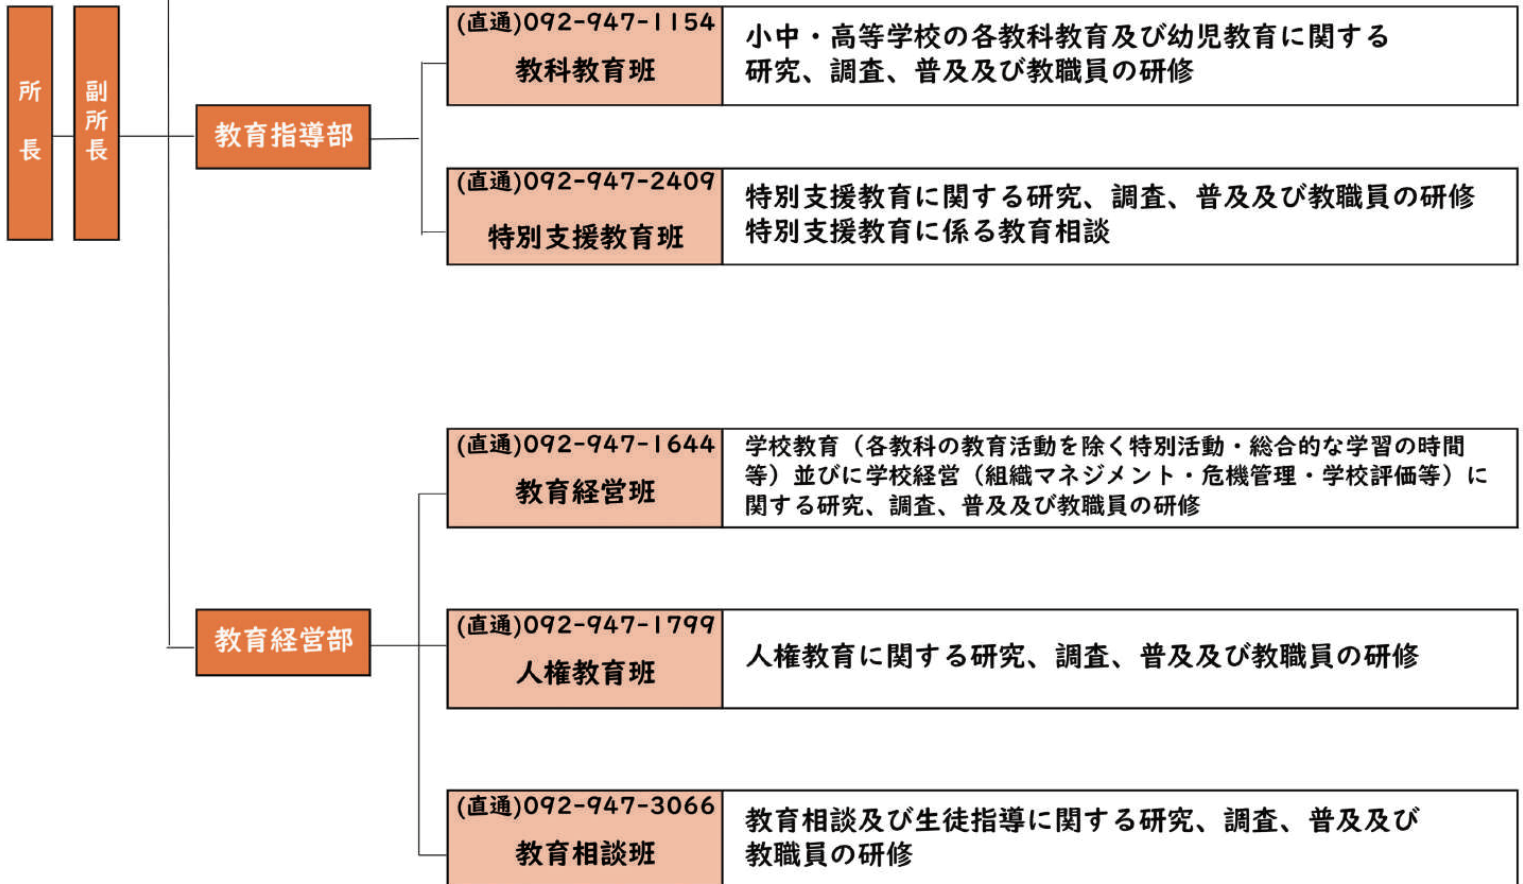 所長
副所長
教育指導部
(直通)092-947-1154
教科教育班
小中・高等学校の各教科教育及び幼児教育に関する
研究、調査、普及及び教職員の研修
(直通)092-947-2409
特別支援教育班
特別支援教育に関する研究、調査、普及及び教職員の研修
特別支援教育に係る教育相談
教育経営部
(直通)092-947-1644
教育経営班
学校教育（各教科の教育活動を除く特別活動・総合的な学習の時間
等）並びに学校経営（組織マネジメント・危機管理・学校評価等）に
関する研究、調査、普及及び教職員の研修
(直通)092-947-1799
人権教育班
人権教育に関する研究、調査、普及及び教職員の研修
(直通)092-947-3066
教育相談班
教育相談及び生徒指導に関する研究、調査、普及及び
教職員の研修